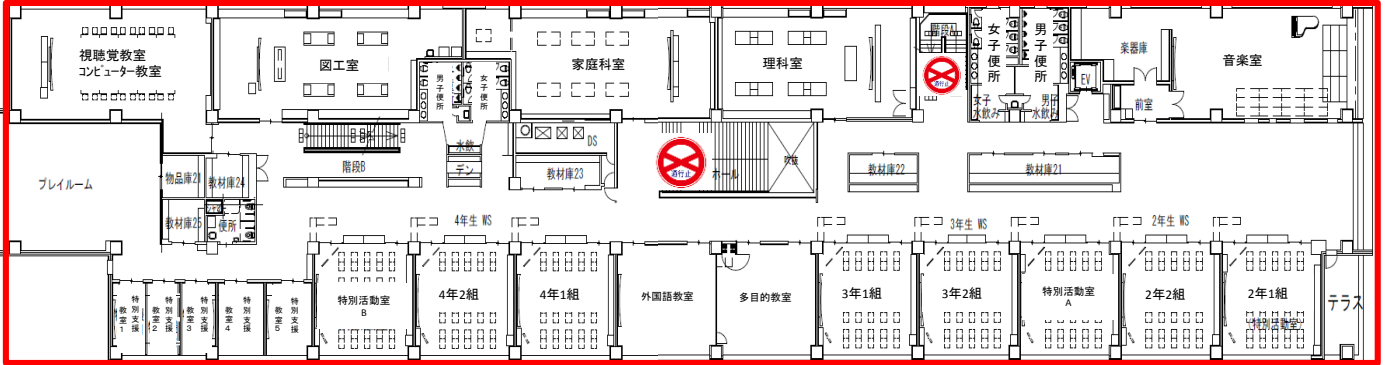 視聴覚教室
コンピューター教室
図工室
男子便所
女子便所
家庭科室
理科室
階段A
通行止
女子便所
男子便所
女子
水飲み
男子
水飲み
EV
楽器庫
前室
音楽室
プレイルーム
物品庫21
教材庫24
教材庫25
便所
階段B
水飲
デン
DS
教材庫23
通行止
ホール
吹抜
教材庫22
教材庫21
4年生 WS
3年生 WS
2年生 WS
特別支援
教室1
特別支援
教室2
特別支援
教室3
特別支援
教室4
特別支援
教室5
特別活動室
B
4年2組
4年1組
外国語教室
多目的教室
3年1組
3年2組
特別活動室
A
2年2組
2年1組
(特別活動室)
テラス